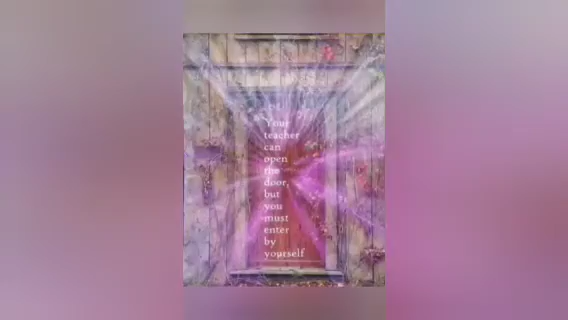 Your
teacher
can
open
the
door,
but
you
must
enter
by
yourself